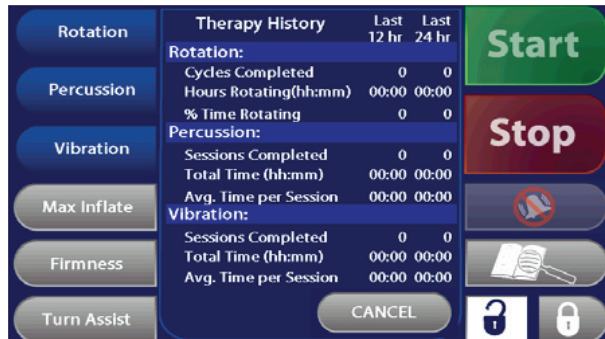 Rotation
Percussion
Vibration
Max Inflate
Firmness
Turn Assist
Therapy History Last Last
12 hr 24 hr
Rotation:
Cycles Completed 0 0
Hours Rotating(hh:mm) 00:00 00:00
% Time Rotating 0 0
Percussion:
Sessions Completed 0 0
Total Time (hh:mm) 00:00 00:00
Avg. Time per Session 00:00 00:00
Vibration:
Sessions Completed 0 0
Total Time (hh:mm) 00:00 00:00
Avg. Time per Session 00:00 00:00
CANCEL
Start
Stop